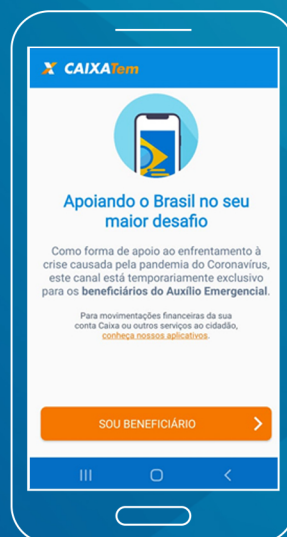 CAIXATem
Apoiando o Brasil no seu
maior desafio
Como forma de apoio ao enfrentamento à
crise causada pela pandemia do Coronavírus,
este canal está temporariamente exclusivo
para os beneficiários do Auxílio Emergencial.
Para movimentações financeiras da sua
conta Caixa ou outros serviços ao cidadão,
conheça nossos aplicativos.
SOU BENEFICIÁRIO